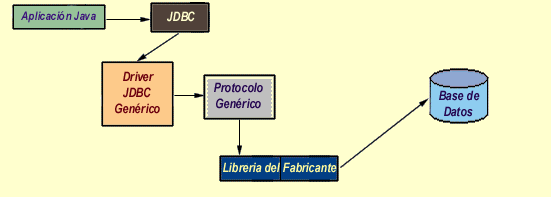 Aplicación Java
JDBC
Driver
JDBC
Genérico
Protocolo
Genérico
Libreria del Fabricante
Base de
Datos